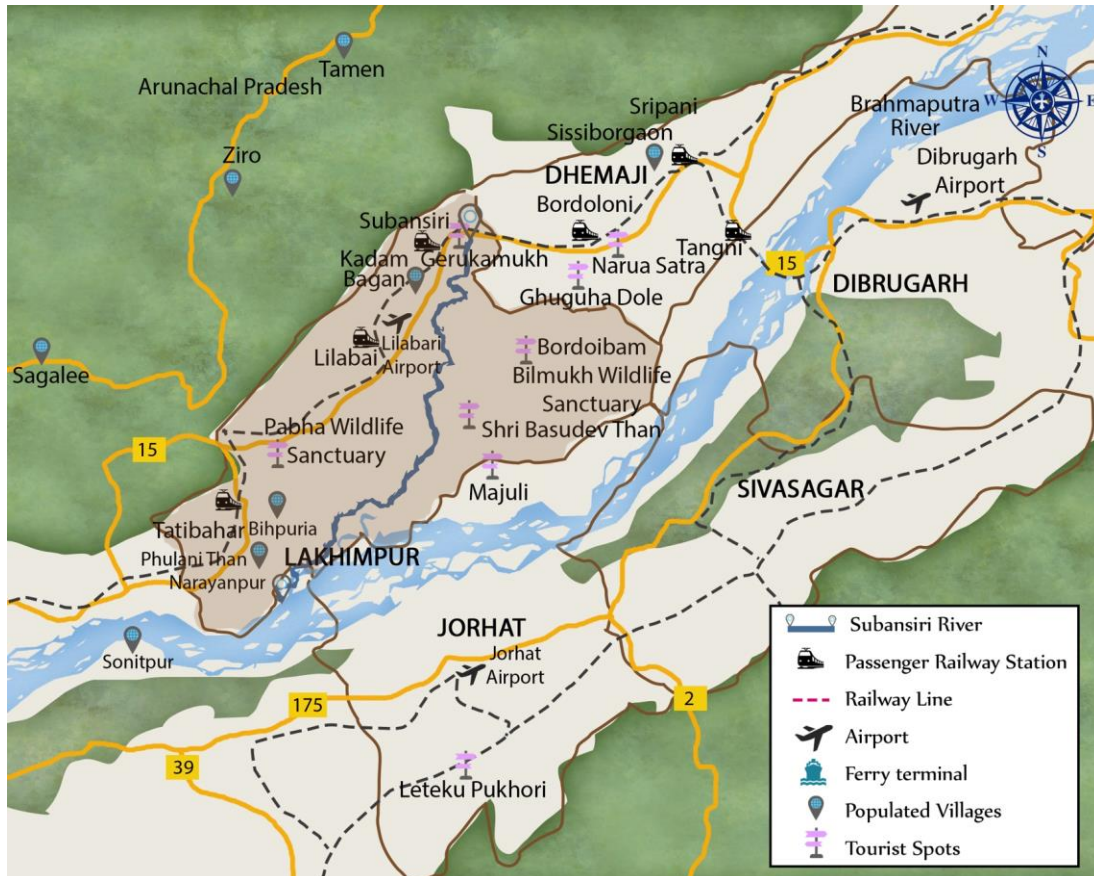 Tamen
Arunachal Pradesh
Ziro
Sagalee
Sripani
Sissiborgaon
DHEMAJI
Bordoloni
Brahmaputra
River
N
W
E
S
Dibrugarh
Airport
Subansiri
Gerukamukh
Kadam
Bagan
Narua Satra
Tangni
15
Ghuguha Dole
DIBRUGARH
Lilabai
Lilabari
Airport
Bordoibam
Bilmukh Wildlife
Sanctuary
Shri Basudev Than
Pabha Wildlife
Sanctuary
15
Majuli
SIVASAGAR
Tatibahar
Bihpuria
Phulani Than
Narayanpur
LAKHIMPUR
Sonitpur
JORHAT
Jorhat
Airport
175
39
2
Leteku Pukhori
Subansiri River
Passenger Railway Station
Railway Line
Airport
Ferry terminal
Populated Villages
Tourist Spots